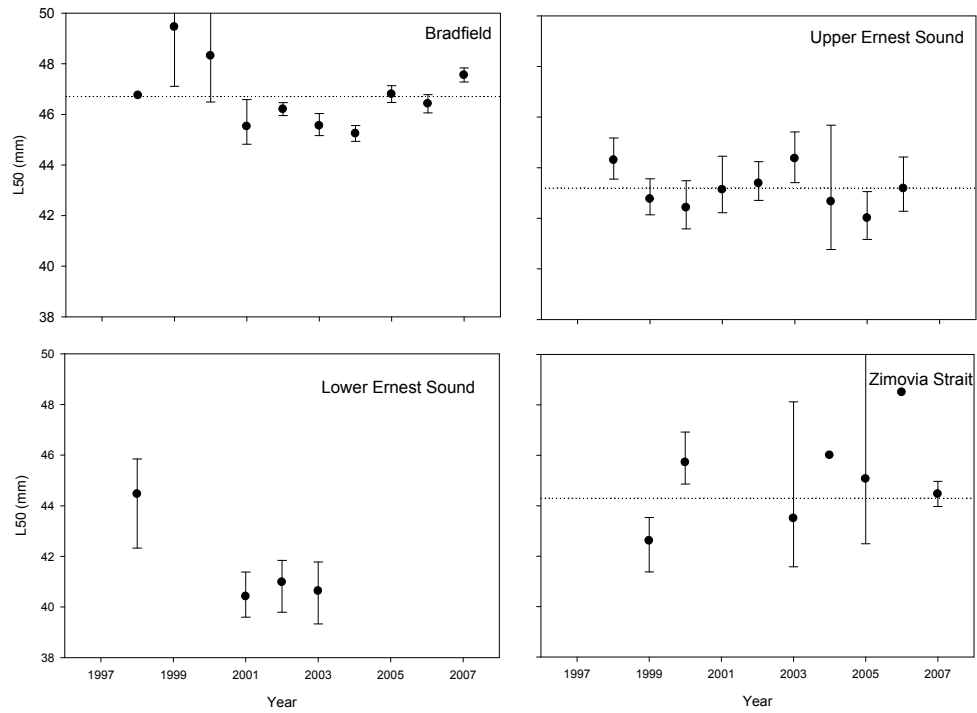 Bradfield
50
48
46
44
42
40
38
L50 (mm)
Upper Ernest Sound
Lower Ernest Sound
50
48
46
44
42
40
38
L50 (mm)
1997 1999 2001 2003 2005 2007
Year
Zimovia Strait
1997 1999 2001 2003 2005 2007
Year